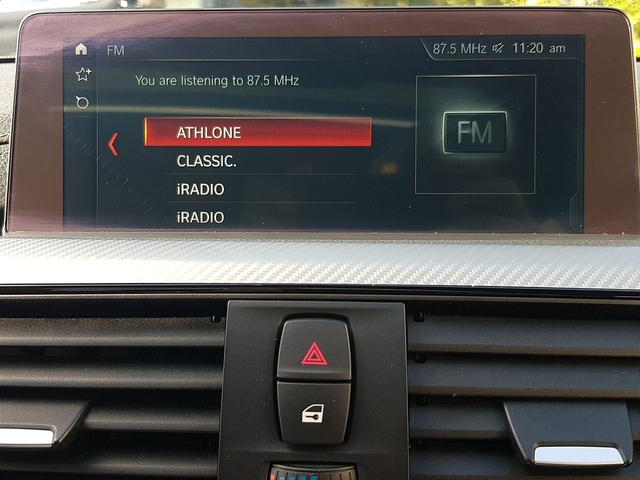 FM
87.5 MHz 11:20 am
You are listening to 87.5 MHz
ATHLONE
CLASSIC.
iRADIO
iRADIO
FM